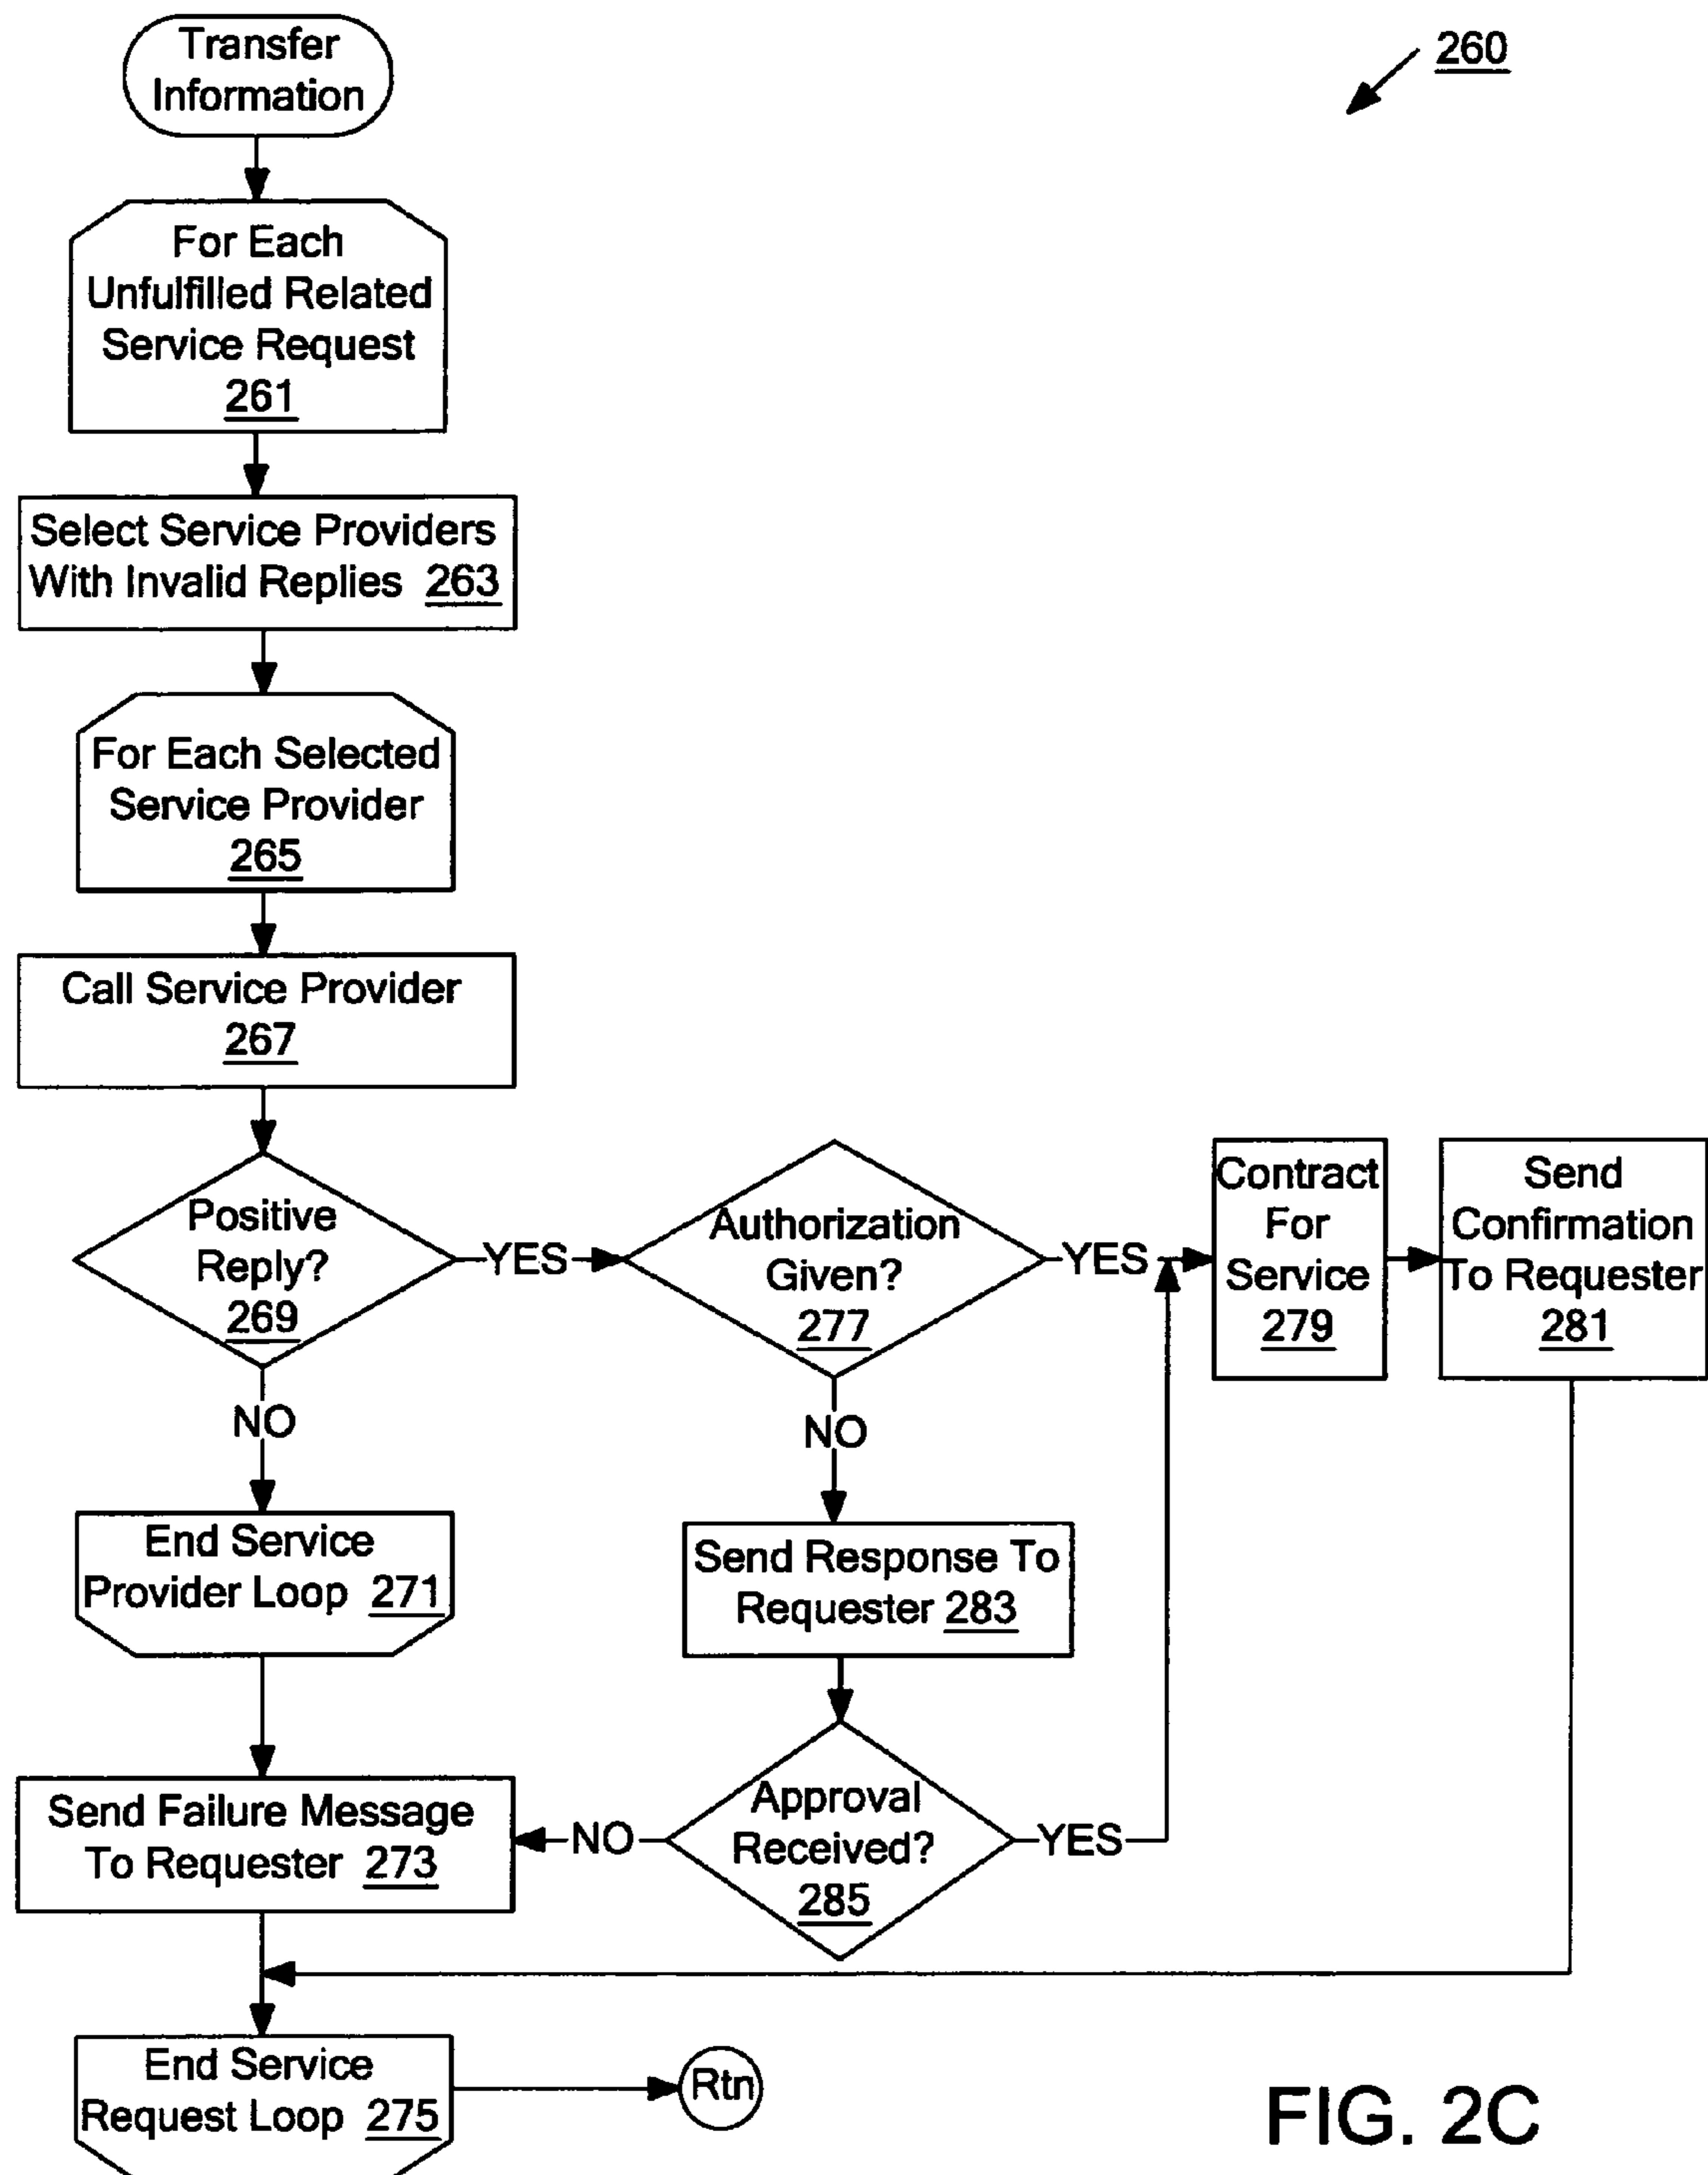 Transfer
Information
260
For Each
Unfulfilled Related
Service Request
261
Select Service Providers
With Invalid Replies 263
For Each Selected
Service Provider
265
Call Service Provider
267
Positive
Reply?
269
YES
Authorization
Given?
277
YES
Contract
For
Service
279
Send
Confirmation
To Requester
281
NO
NO
End Service
Provider Loop 271
Send Response To
Requester 283
Send Failure Message
To Requester 273
NO
Approval
Received?
285
YES
End Service
Request Loop 275
Rtn
FIG. 2C